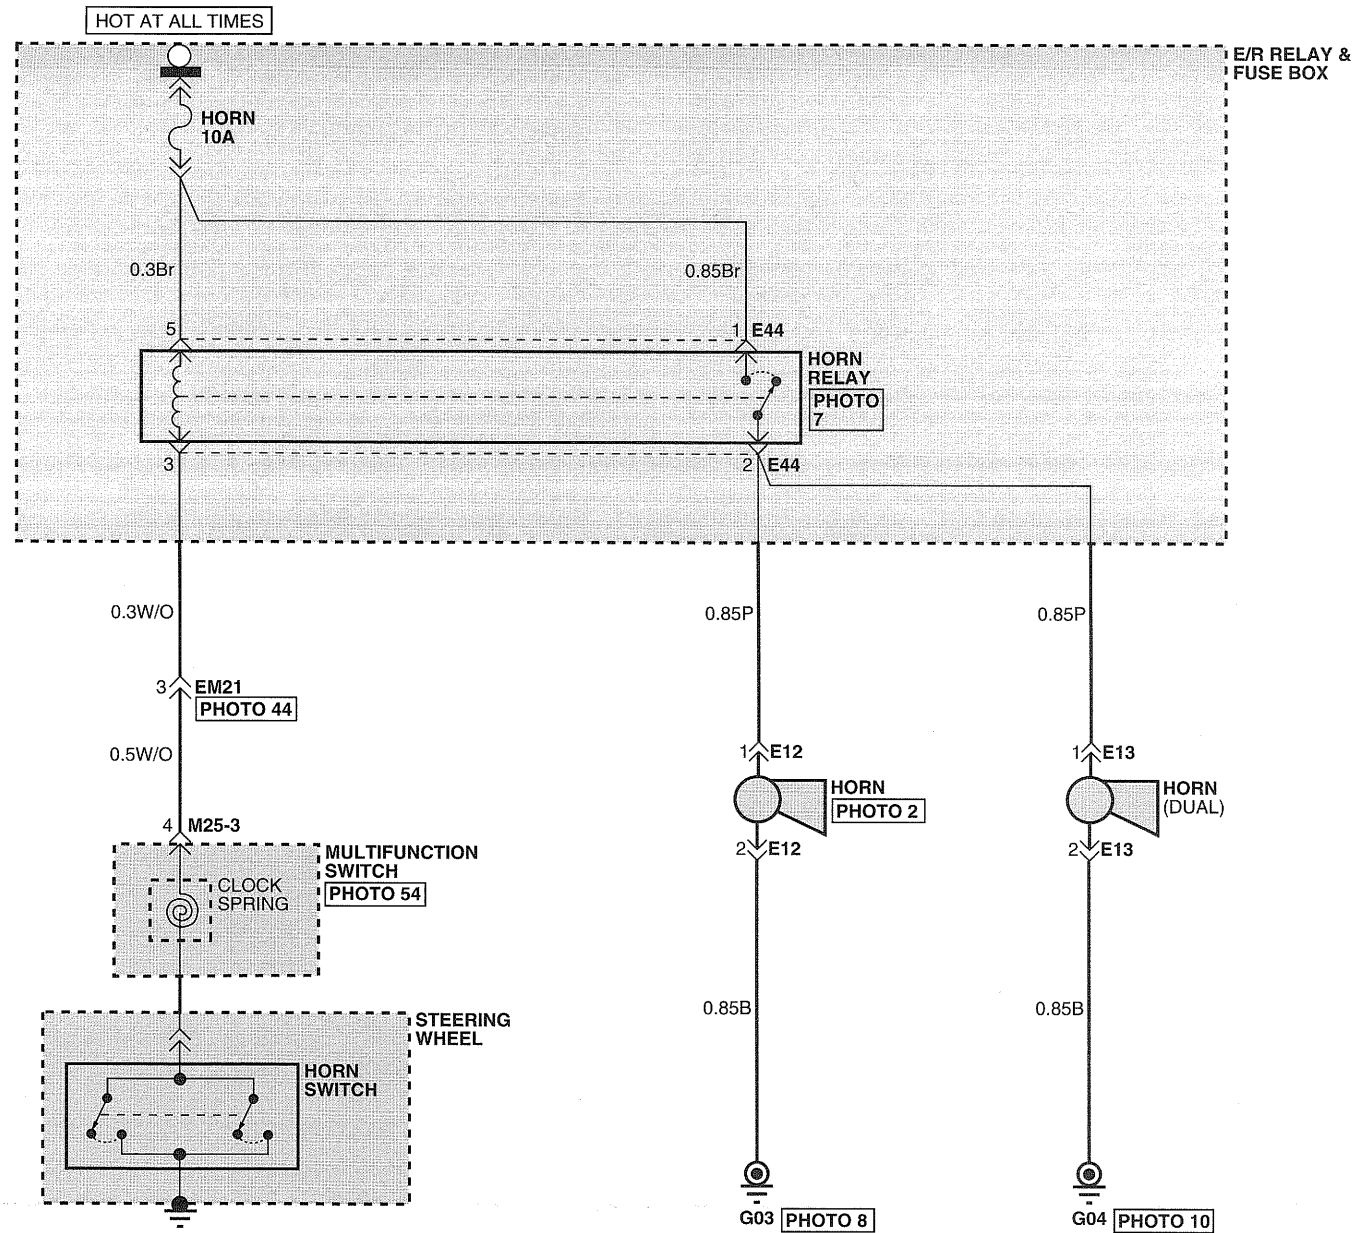 HOT AT ALL TIMES
E/R RELAY &
FUSE BOX
HORN
10A
0.3Br
0.85Br
5
1
E44
HORN
RELAY
PHOTO
7
3
2
E44
0.3W/O
0.85P
0.85P
3
EM21
PHOTO 44
0.5W/O
1
E12
1
E13
HORN
PHOTO 2
HORN
(DUAL)
4
M25-3
2
E12
2
E13
MULTIFUNCTION
SWITCH
PHOTO 54
CLOCK
SPRING
0.85B
0.85B
STEERING
WHEEL
HORN
SWITCH
G03
PHOTO 8
G04
PHOTO 10